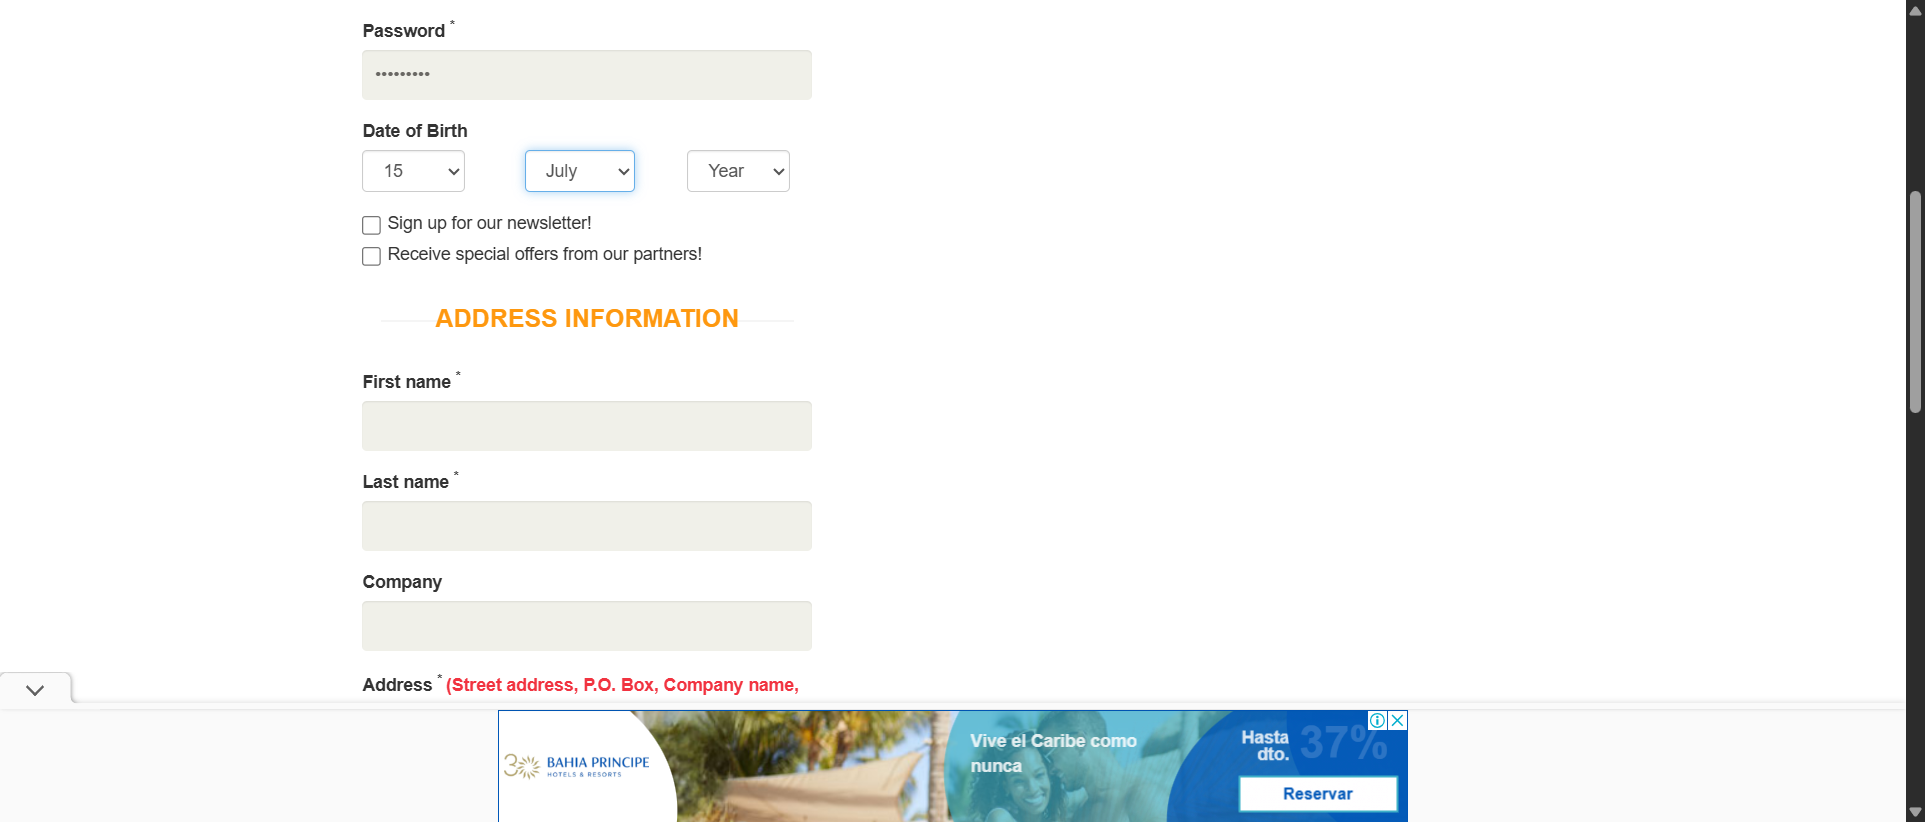 Password *
•••••••••
Date of Birth
15 July Year
Sign up for our newsletter!
Receive special offers from our partners!
ADDRESS INFORMATION
First name *
Last name *
Company
Address * (Street address, P.O. Box, Company name,
30 BAHIA PRINCIPE
HOTELS & RESORTS
Vive el Caribe como
nunca
Hasta
dto. 37%
Reservar